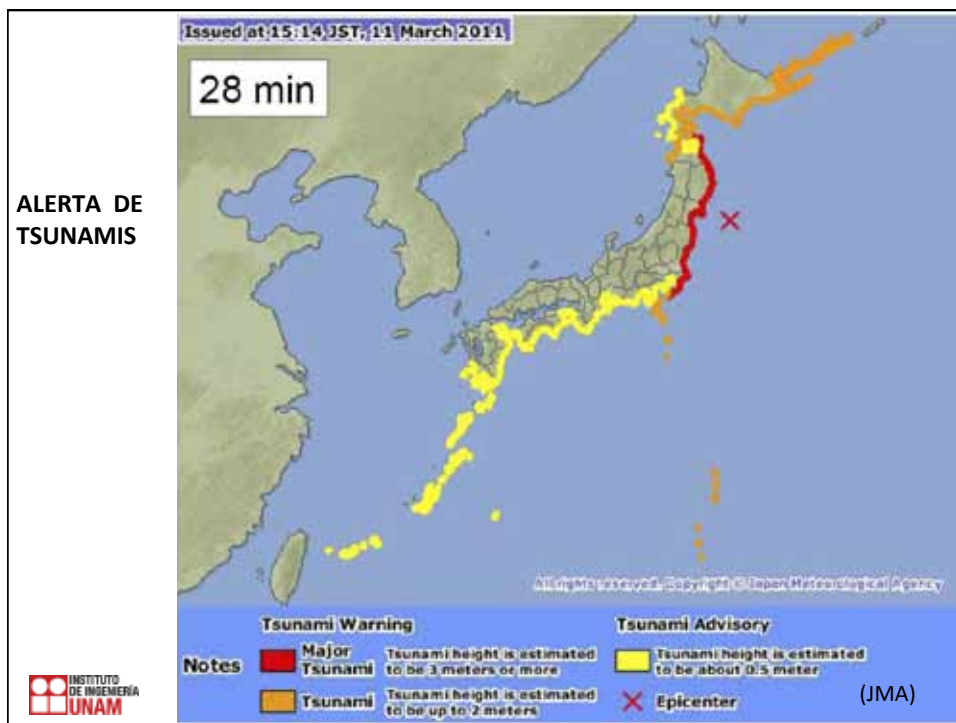 Issued at 15:14 JST, 11 March 2011
28 min
ALERTA DE
TSUNAMIS
All rights reserved. Copyright © Japan Meteorological Agency
Notes
Tsunami Warning
Major
Tsunami
Tsunami height is estimated
to be 3 meters or more
Tsunami
Tsunami height is estimated
to be up to 2 meters
Tsunami Advisory
Tsunami height is estimated
to be about 0.5 meter
Epicenter
(JMA)
INSTITUTO
DE INGENIERÍA
UNAM